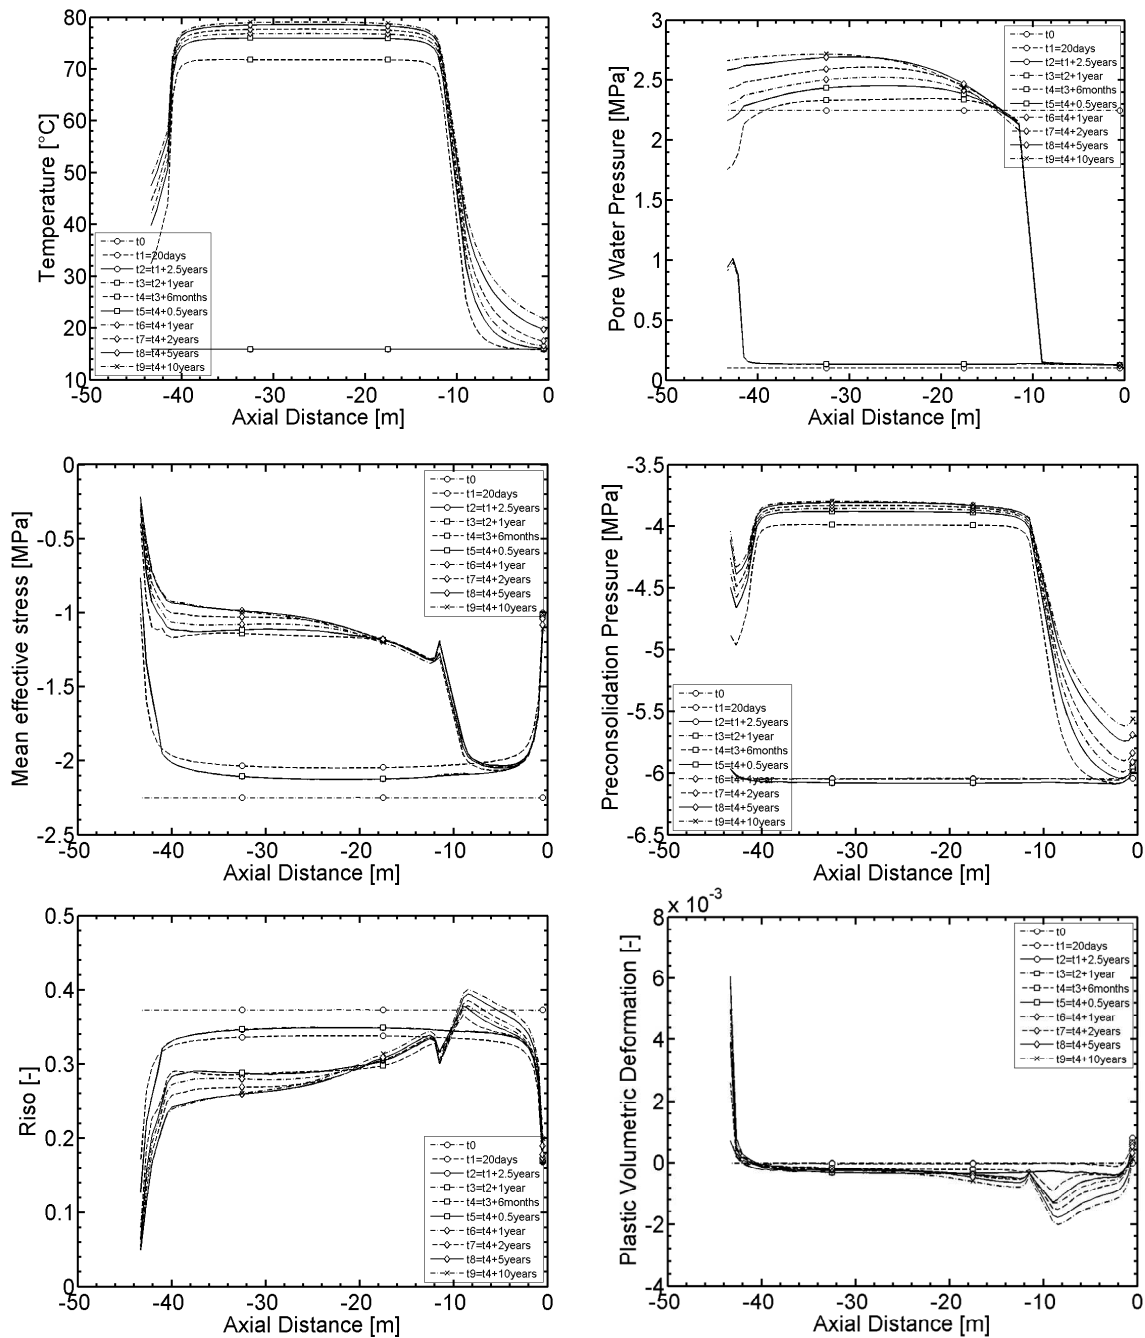 80
70
60
50
40
30
20
10
Temperature [°C]
t0
t1=20days
t2=t1+2.5years
t3=t2+1year
t4=t3+6months
t5=t4+0.5years
t6=t4+1year
t7=t4+2years
t8=t4+5years
t9=t4+10years
-50 -40 -30 -20 -10 0
Axial Distance [m]
3
2.5
2
1.5
1
0.5
0
Pore Water Pressure [MPa]
t0
t1=20days
t2=t1+2.5years
t3=t2+1year
t4=t3+6months
t5=t4+0.5years
t6=t4+1year
t7=t4+2years
t8=t4+5years
t9=t4+10years
-50 -40 -30 -20 -10 0
Axial Distance [m]
0
-0.5
-1
-1.5
-2
-2.5
Mean effective stress [MPa]
t0
t1=20days
t2=t1+2.5years
t3=t2+1year
t4=t3+6months
t5=t4+0.5years
t6=t4+1year
t7=t4+2years
t8=t4+5years
t9=t4+10years
-50 -40 -30 -20 -10 0
Axial Distance [m]
-3.5
-4
-4.5
-5
-5.5
-6
-6.5
Preconsolidation Pressure [MPa]
t0
t1=20days
t2=t1+2.5years
t3=t2+1year
t4=t3+6months
t5=t4+0.5years
t6=t4+1year
t7=t4+2years
t8=t4+5years
t9=t4+10years
-50 -40 -30 -20 -10 0
Axial Distance [m]
0.5
0.4
0.3
0.2
0.1
0
Riso [-]
t0
t1=20days
t2=t1+2.5years
t3=t2+1year
t4=t3+6months
t5=t4+0.5years
t6=t4+1year
t7=t4+2years
t8=t4+5years
t9=t4+10years
-50 -40 -30 -20 -10 0
Axial Distance [m]
x 10⁻³
8
6
4
2
0
-2
-4
Plastic Volumetric Deformation [-]
t0
t1=20days
t2=t1+2.5years
t3=t2+1year
t4=t3+6months
t5=t4+0.5years
t6=t4+1year
t7=t4+2years
t8=t4+5years
t9=t4+10years
-50 -40 -30 -20 -10 0
Axial Distance [m]